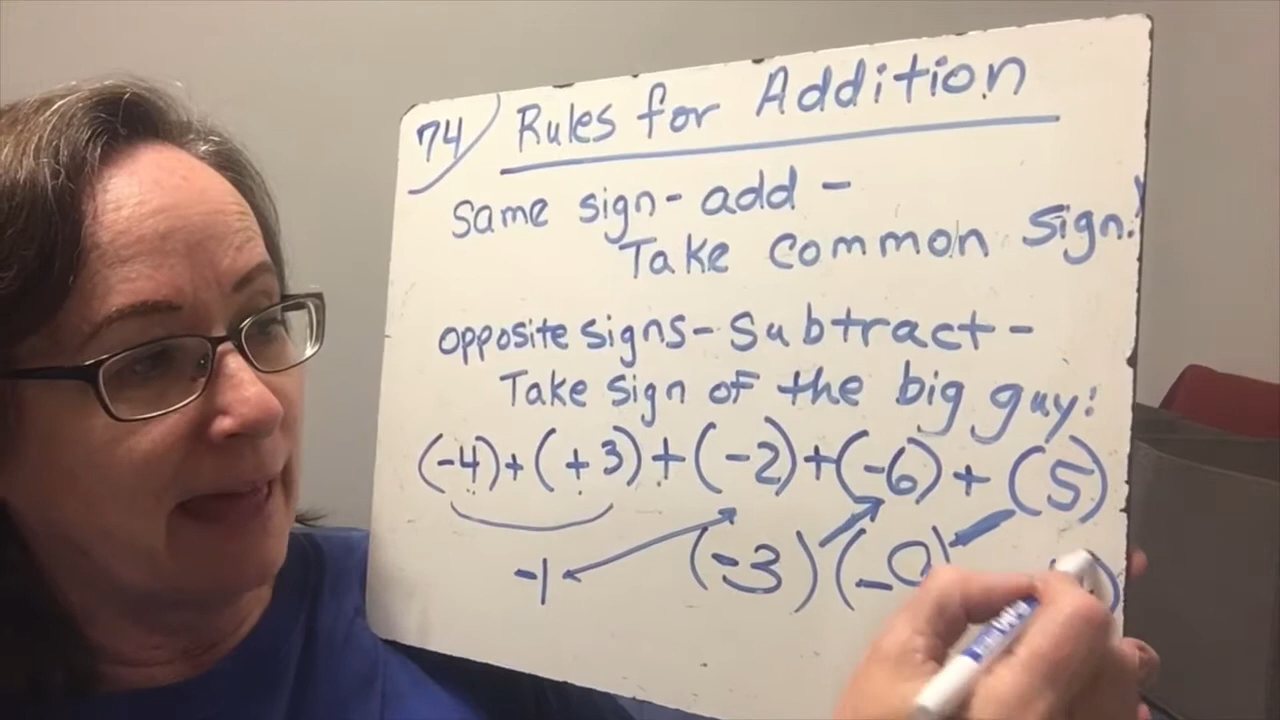 74) Rules for Addition
Same sign - add -
Take common sign.
opposite signs - Subtract -
Take sign of the big guy:
(-4) + (+3) + (-2) + (-6) + (5)
-1 (-3) (-9